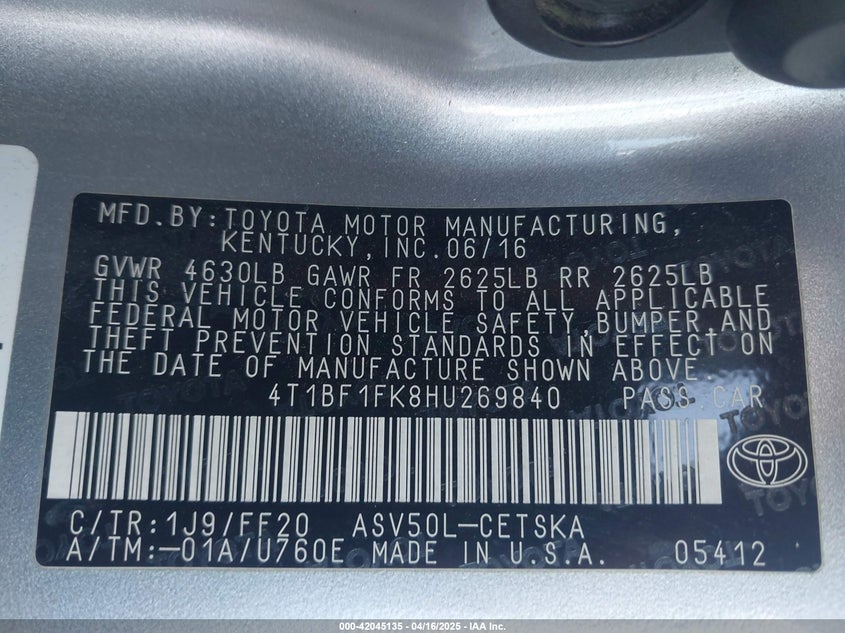 MFD.BY:TOYOTA MOTOR MANUFACTURING,
KENTUCKY,INC.06/16
GVWR 4630LB GAWR FR 2625LB RR 2625LB
THIS VEHICLE CONFORMS TO ALL APPLICABLE
FEDERAL MOTOR VEHICLE SAFETY,BUMPER,AND
THEFT PREVENTION STANDARDS IN EFFECT ON
THE DATE OF MANUFACTURE SHOWN ABOVE
4T1BF1FK8HU269840 PASS CAR
C/TR:1J9/FF20 ASV50L-CETSKA
A/TM:-01A/U760E MADE IN U.S.A. 05412
000-42045135 - 04/16/2025 - IAA Inc.